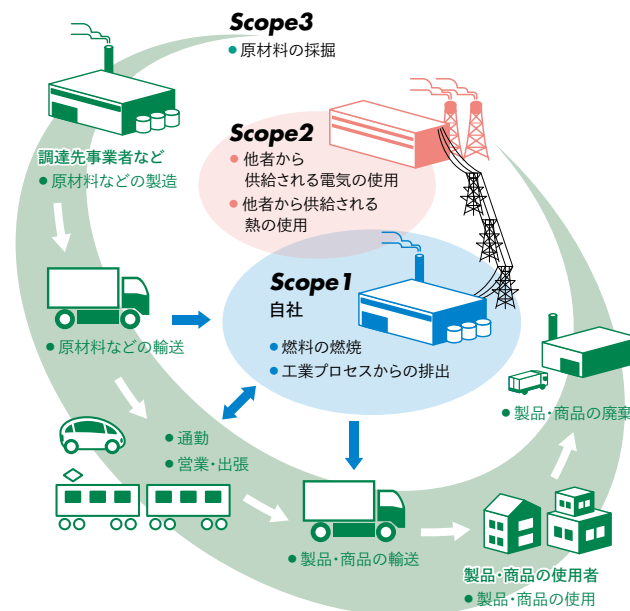 Scope3
●原材料の採掘
Scope2
●他者から
供給される電気の使用
●他者から供給される
熱の使用
調達先事業者など
●原材料などの製造
Scope1
自社
●燃料の燃焼
●工業プロセスからの排出
●原材料などの輸送
●製品・商品の廃棄
●通勤
●営業・出張
●製品・商品の輸送
製品・商品の使用者
●製品・商品の使用